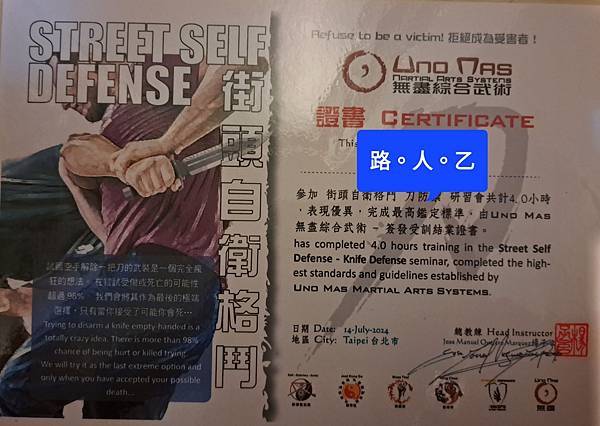 STREET SELF
DEFENSE
街頭自衛格鬥
試圖空手解除一把刀的武裝是一個完全瘋
狂的想法。在嘗試受傷或死亡的可能性
超過 98%。我們會將其作為最後的極端
選擇，只有當你接受了可能你會死⋯
Trying to disarm a knife empty-handed is a
totally crazy idea. There is more than 98%
chance of being hurt or killed trying.
We will try it as the last extreme option and
only when you have accepted your possible
death...
Refuse to be a victim! 拒絕成為受害者！
UNO MAS
MARTIAL ARTS SYSTEMS
無盡綜合武術
證書 CERTIFICATE
This
路。人。乙
參加 街頭自衛格鬥 刀防 研習會共計4.0小時
，表現優異，完成最高鑑定標準。由UNO MAS
無盡綜合武術 - 簽發受訓結業證書。
has completed 4.0 hours training in the Street Self
Defense - Knife Defense seminar, completed the high-
est standards and guidelines established by
UNO MAS MARTIAL ARTS SYSTEMS.
日期 Date: 14-July-2024
地區 City: Taipei 台北市
總教練 Head Instructor
Jose Manuel
UNO MAS
無盡